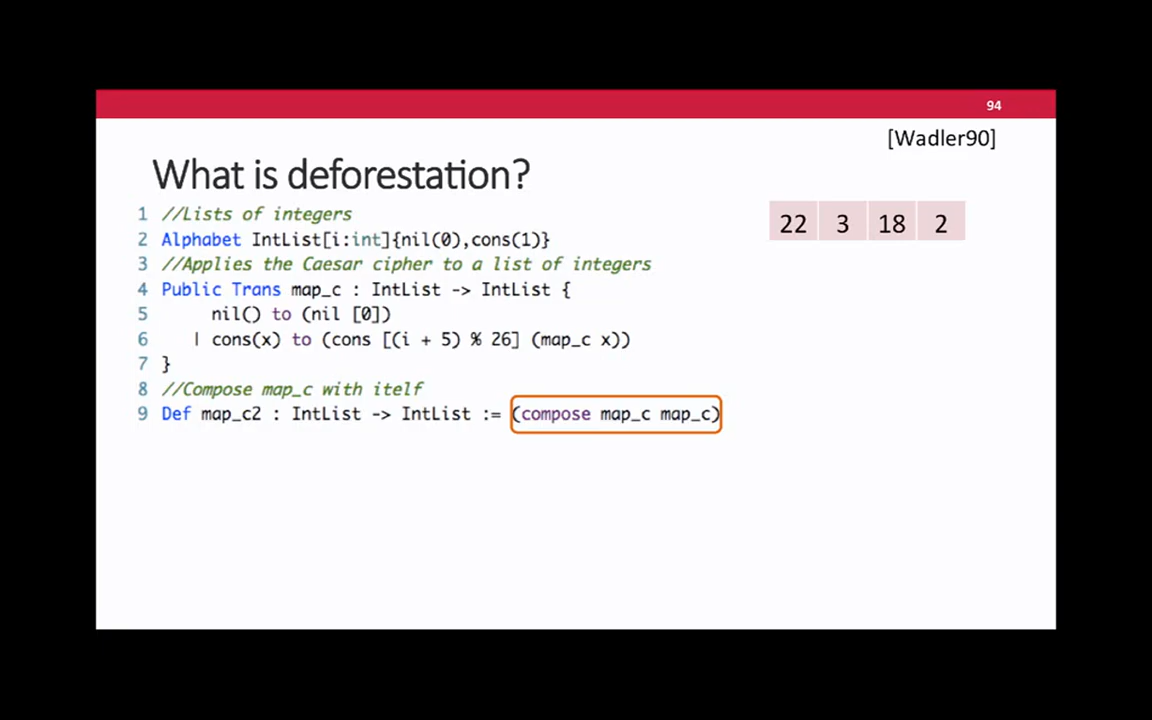 94
[Wadler90]
What is deforestation?
22 3 18 2
1 //Lists of integers
2 Alphabet IntList[i:int]{nil(0),cons(1)}
3 //Applies the Caesar cipher to a list of integers
4 Public Trans map_c : IntList -> IntList {
5 nil() to (nil [0])
6 | cons(x) to (cons [(i + 5) % 26] (map_c x))
7 }
8 //Compose map_c with itelf
9 Def map_c2 : IntList -> IntList := (compose map_c map_c)